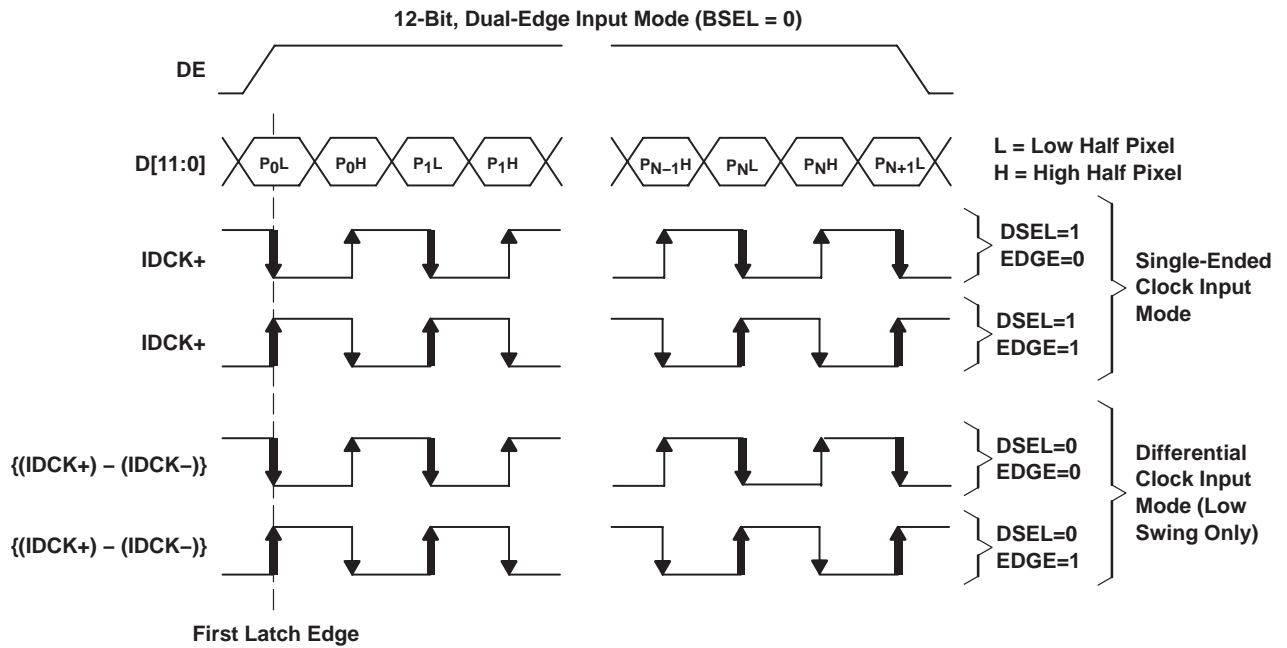 12-Bit, Dual-Edge Input Mode (BSEL = 0)
DE
D[11:0]
P0L
P0H
P1L
P1H
PN–1H
PNL
PNH
PN+1L
L = Low Half Pixel
H = High Half Pixel
IDCK+
DSEL=1
EDGE=0
IDCK+
DSEL=1
EDGE=1
Single-Ended
Clock Input
Mode
{(IDCK+) – (IDCK–)}
DSEL=0
EDGE=0
{(IDCK+) – (IDCK–)}
DSEL=0
EDGE=1
Differential
Clock Input
Mode (Low
Swing Only)
First Latch Edge